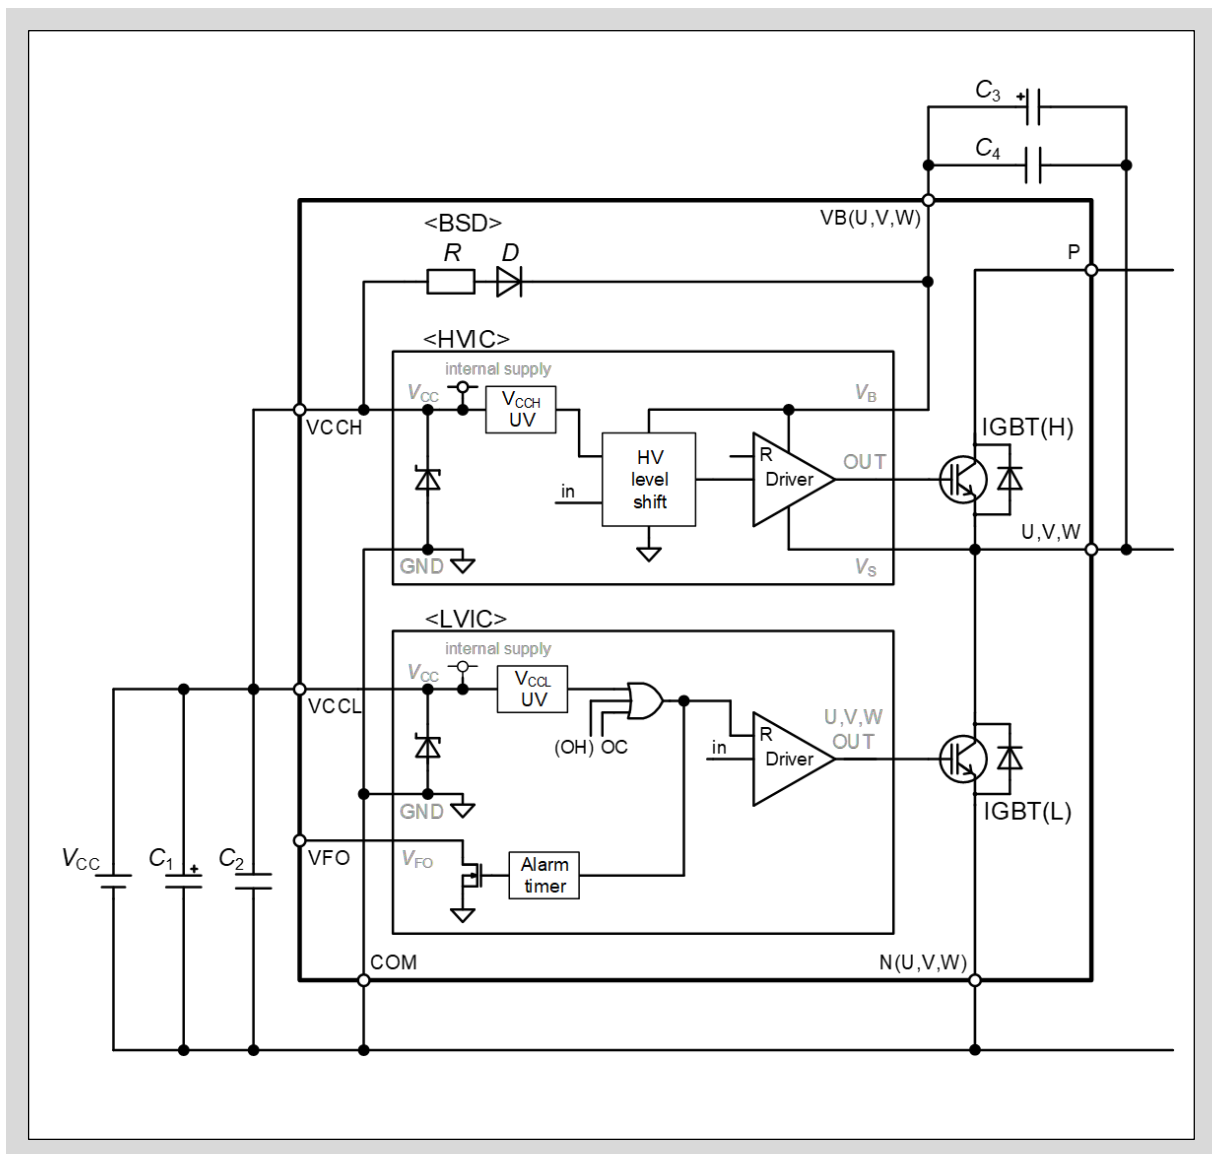 C3 +
C4
<BSD>
VB(U,V,W)
R D
P
<HVIC>
internal supply
VCC
VCCH
UV
VB
VCCH
IGBT(H)
HV
level
shift
R
Driver
OUT
in
U,V,W
GND
VS
<LVIC>
internal supply
VCC
VCCL
UV
VCCL
U,V,W
OUT
(OH) OC
in
R
Driver
GND
IGBT(L)
VCC
C1 +
C2
VFO
VFO
Alarm
timer
COM
N(U,V,W)